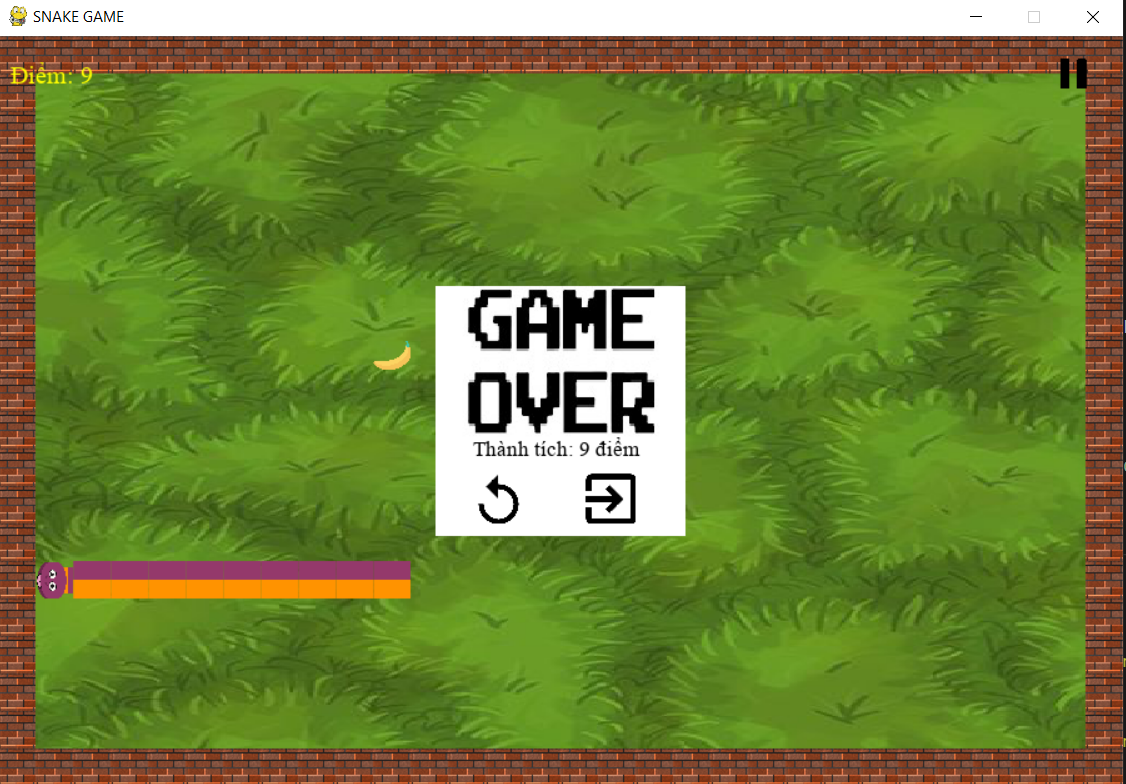 SNAKE GAME
Điểm: 9
GAME
OVER
Thành tích: 9 điểm